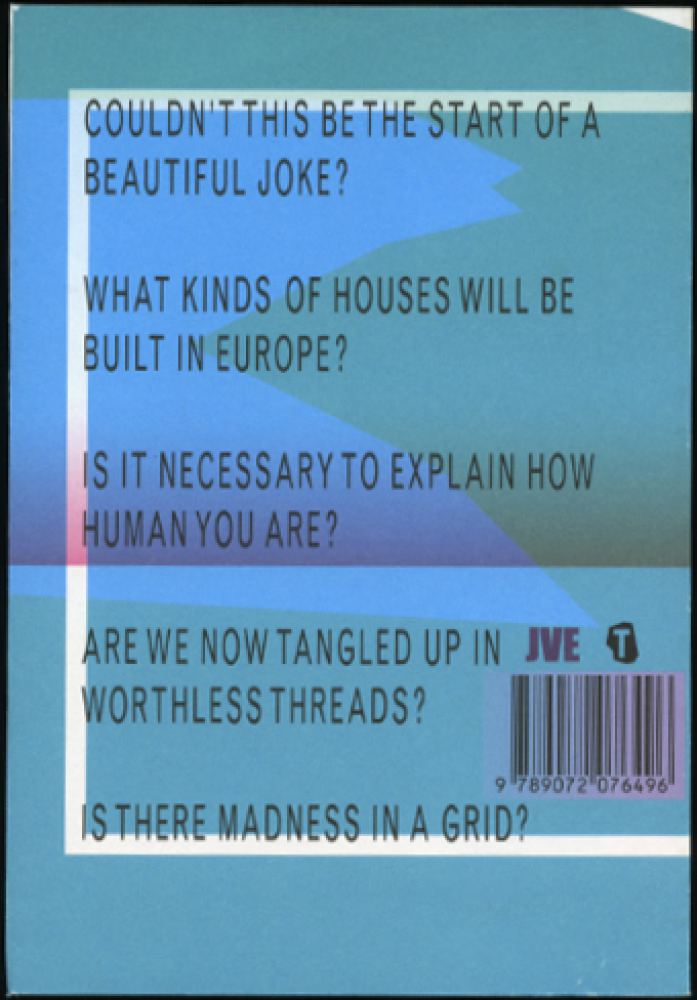 COULDN'T THIS BE THE START OF A
BEAUTIFUL JOKE?
WHAT KINDS OF HOUSES WILL BE
BUILT IN EUROPE?
IS IT NECESSARY TO EXPLAIN HOW
HUMAN YOU ARE?
ARE WE NOW TANGLED UP IN
WORTHLESS THREADS?
JVE T
9 789072 076496
IS THERE MADNESS IN A GRID?